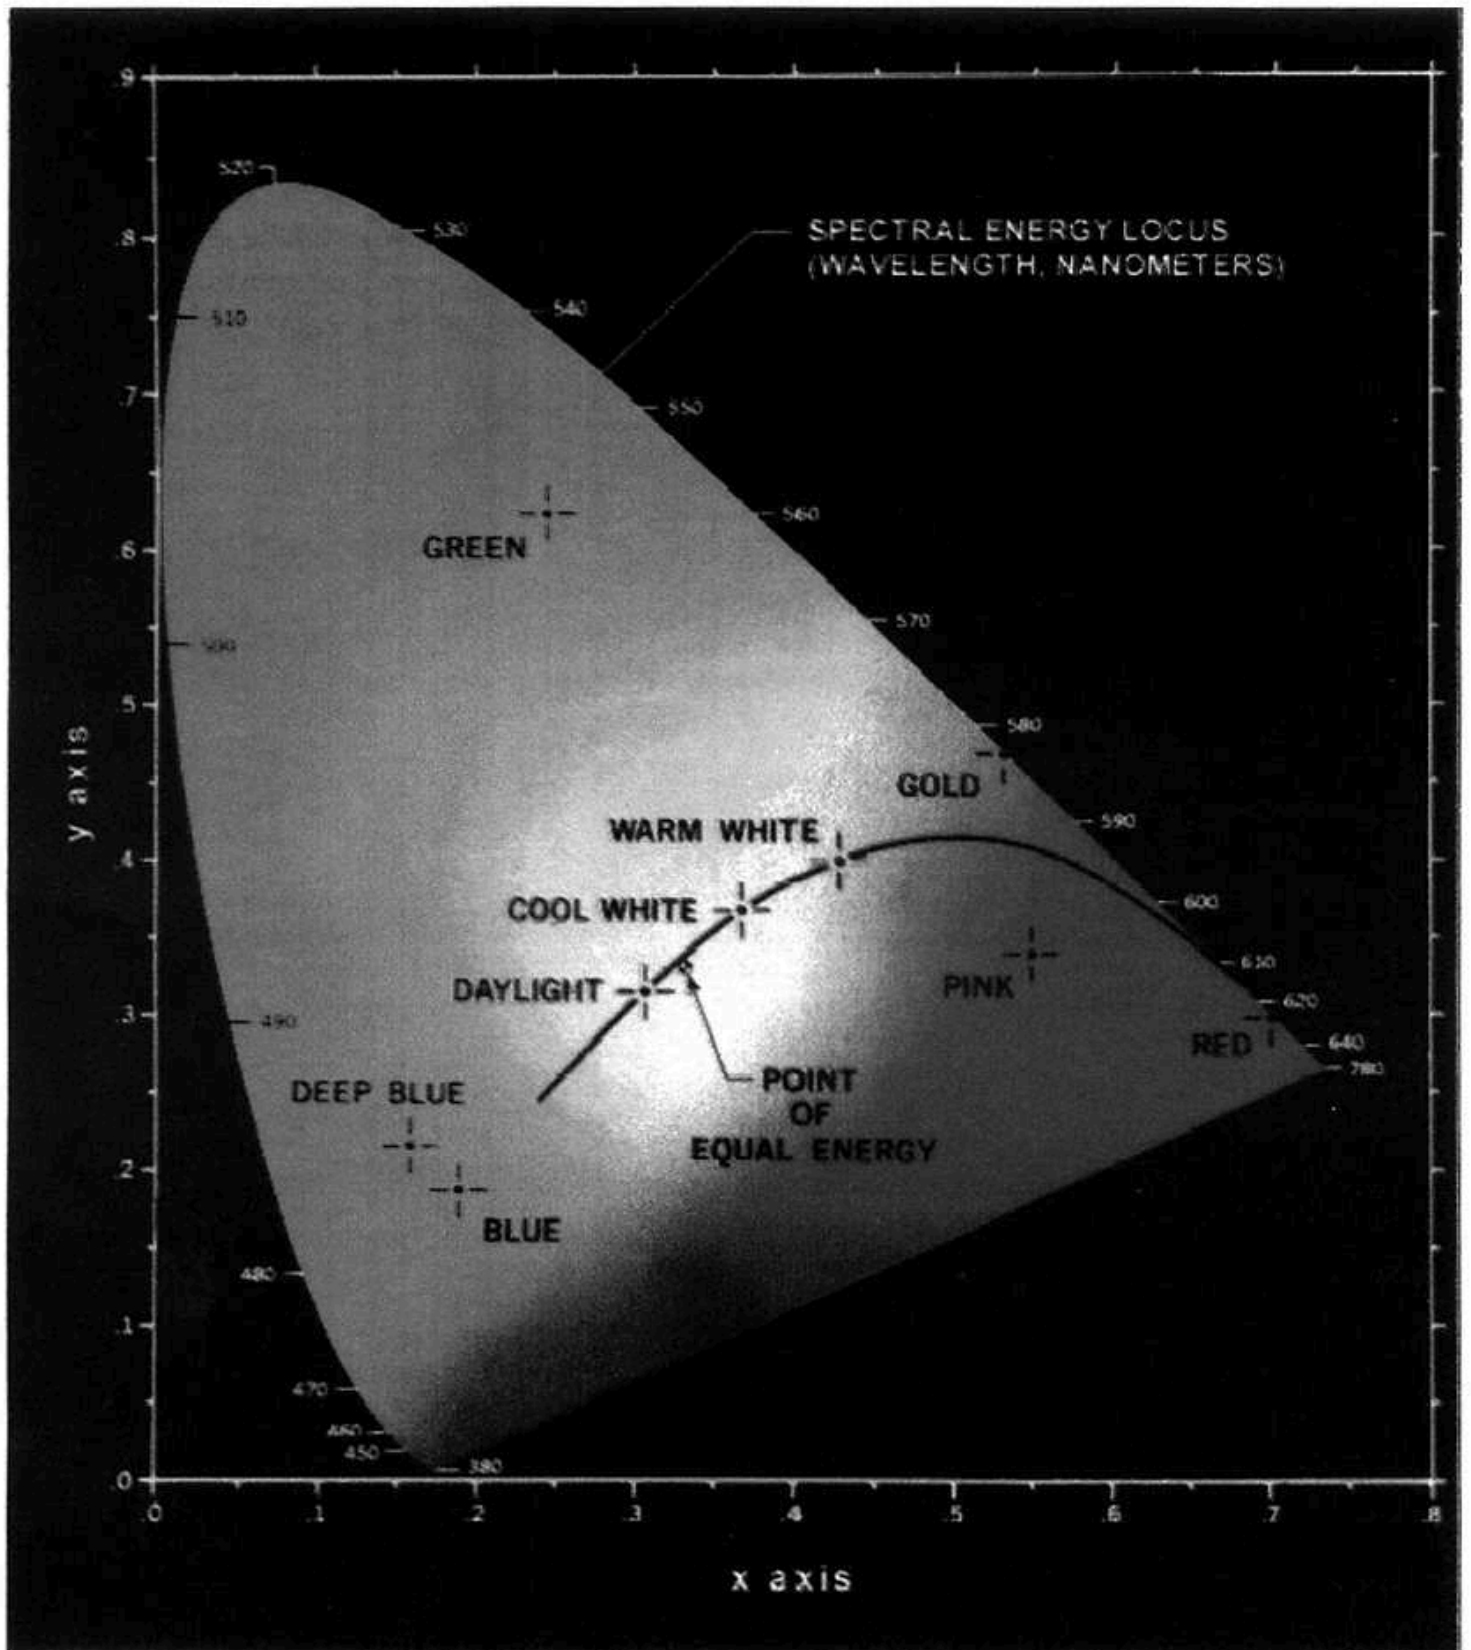 .9
520
530
SPECTRAL ENERGY LOCUS
(WAVELENGTH, NANOMETERS)
.8
510
540
.7
550
560
GREEN
.6
500
570
.5
580
GOLD
590
WARM WHITE
.4
COOL WHITE
600
DAYLIGHT
PINK
610
620
.3
490
RED
640
780
DEEP BLUE
POINT
OF
EQUAL ENERGY
.2
BLUE
480
.1
470
460
450
380
.0
.0 .1 .2 .3 .4 .5 .6 .7 .8
y axis
x axis